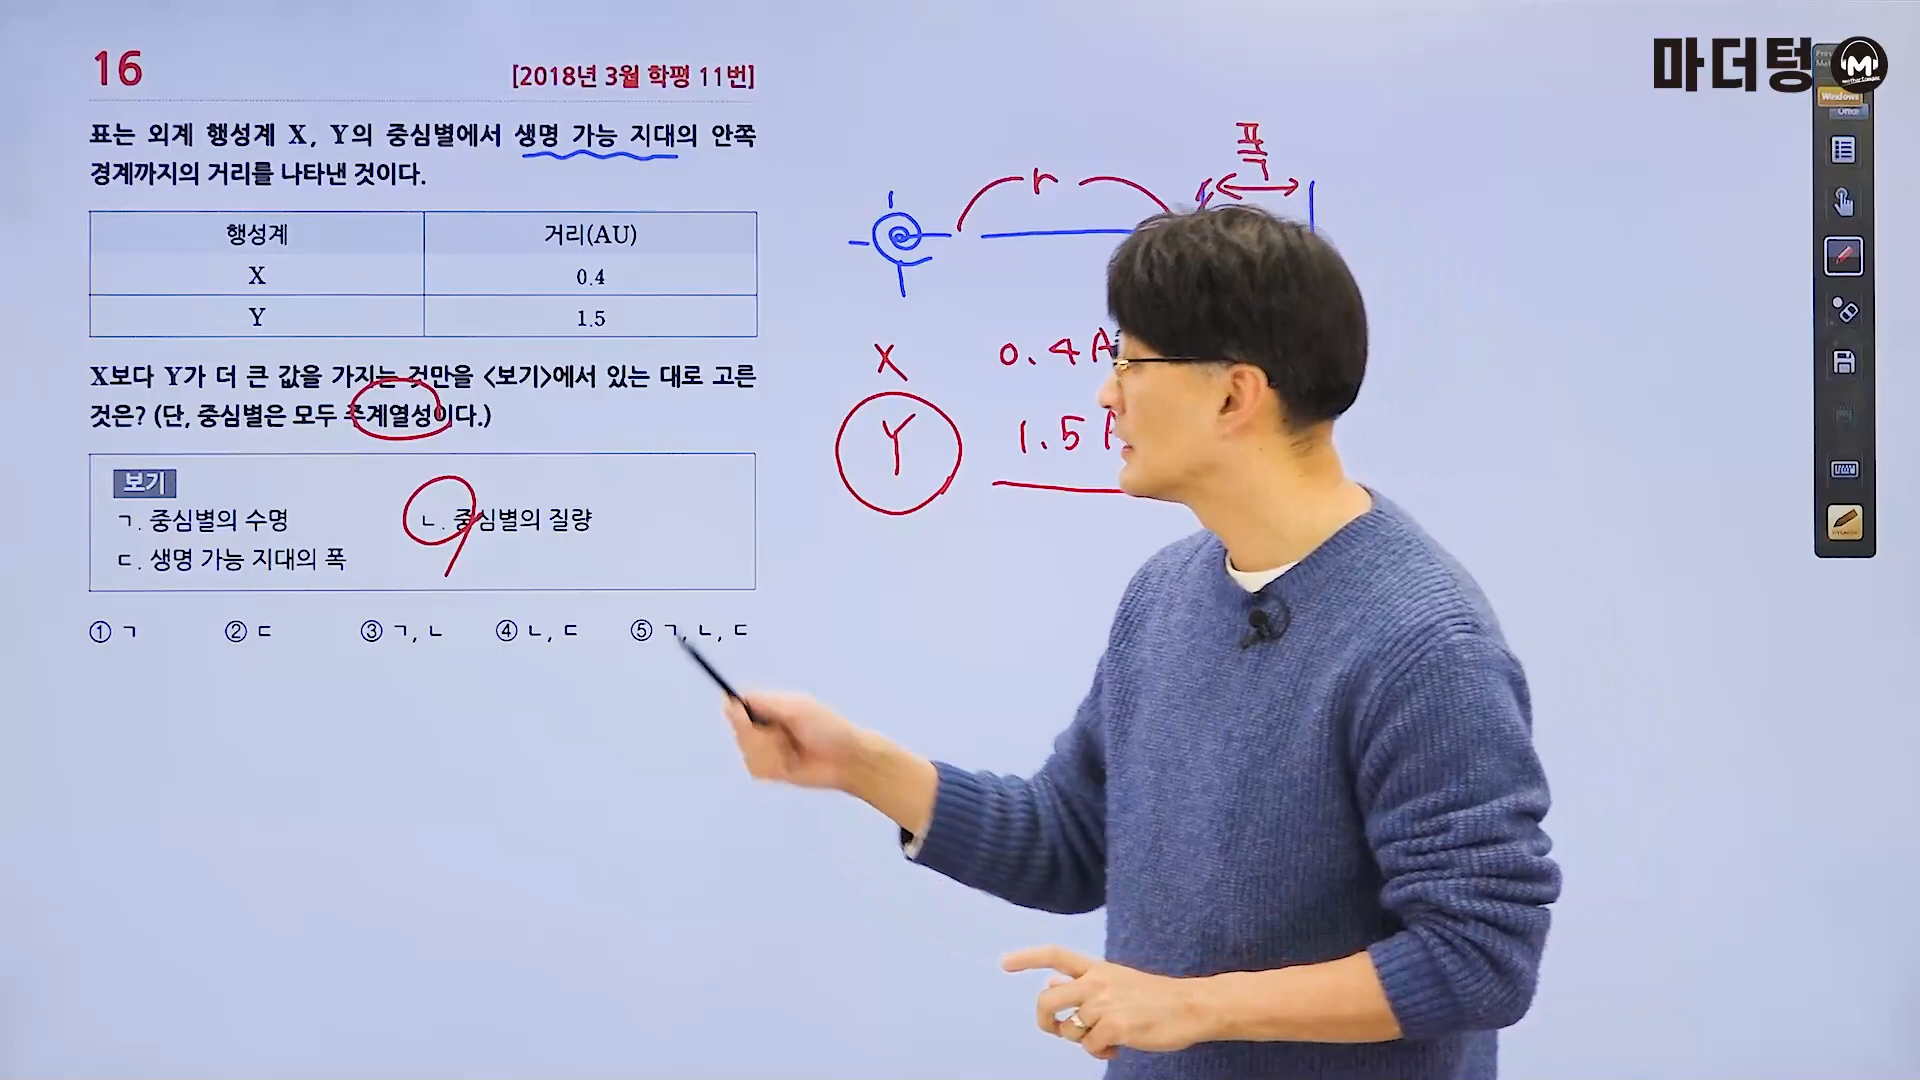 16
[2018년 3월 학평 11번]
표는 외계 행성계 X, Y의 중심별에서 생명 가능 지대의 안쪽
경계까지의 거리를 나타낸 것이다.
행성계 거리(AU)
X 0.4
Y 1.5
X보다 Y가 더 큰 값을 가지는 것만을 <보기>에서 있는 대로 고른
것은? (단, 중심별은 모두 주계열성이다.)
보기
ㄱ. 중심별의 수명 ㄴ. 중심별의 질량
ㄷ. 생명 가능 지대의 폭
① ㄱ ② ㄷ ③ ㄱ, ㄴ ④ ㄴ, ㄷ ⑤ ㄱ, ㄴ, ㄷ
폭
r
X 0.4 A
Y 1.5 A
마더텅
M
Windows